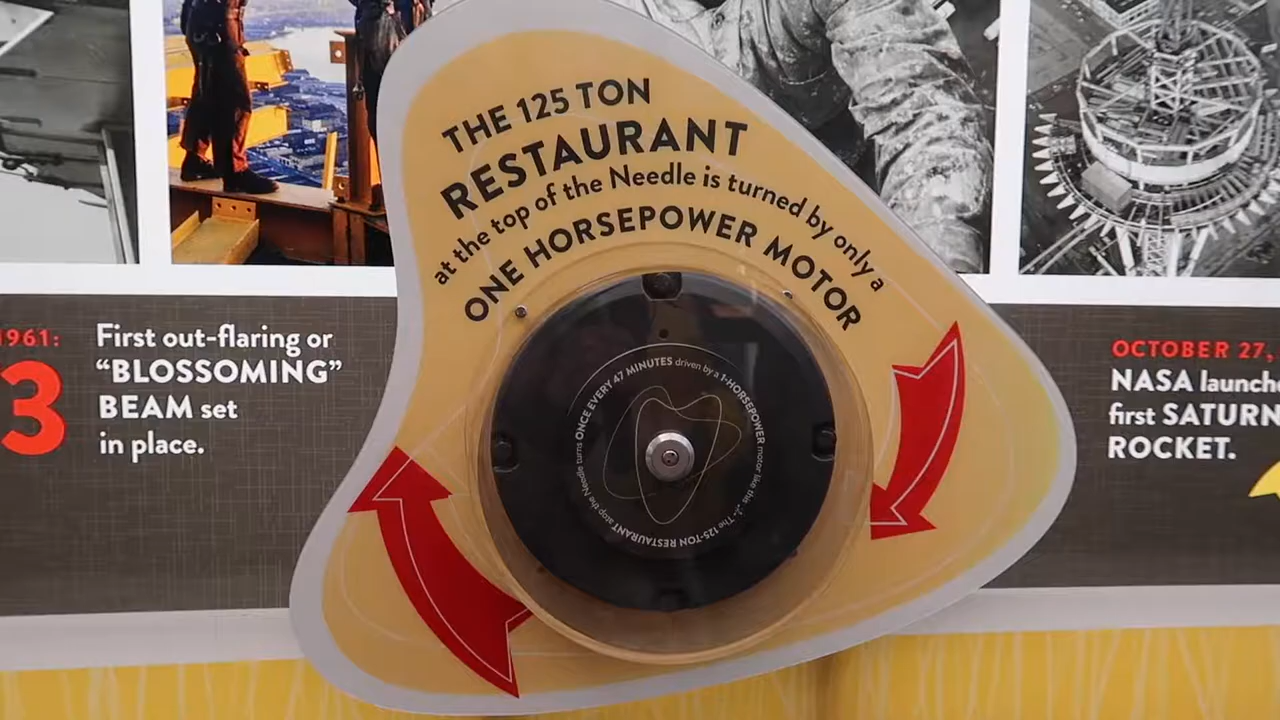 THE 125 TON
RESTAURANT
at the top of the Needle is turned by only a
ONE HORSEPOWER MOTOR
The 125-TON RESTAURANT atop the Needle turns ONCE EVERY 47 MINUTES driven by a 1-HORSEPOWER motor like this
1961:
3
First out-flaring or
“BLOSSOMING”
BEAM set
in place.
OCTOBER 27,
NASA launche
first SATURN
ROCKET.